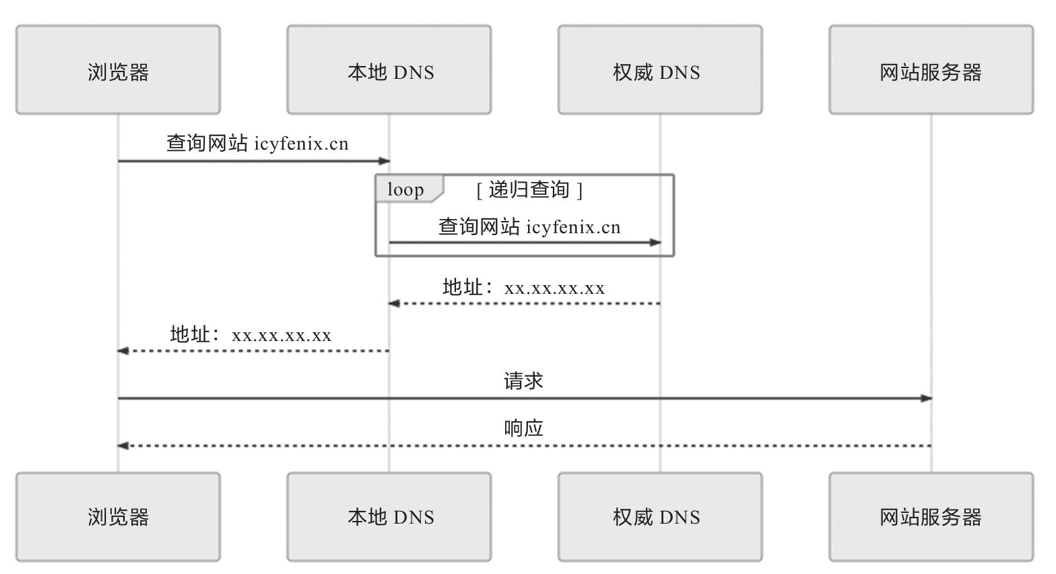 浏览器
本地 DNS
权威 DNS
网站服务器
查询网站 icyfenix.cn
loop
[ 递归查询 ]
查询网站 icyfenix.cn
地址：xx.xx.xx.xx
地址：xx.xx.xx.xx
请求
响应
浏览器
本地 DNS
权威 DNS
网站服务器